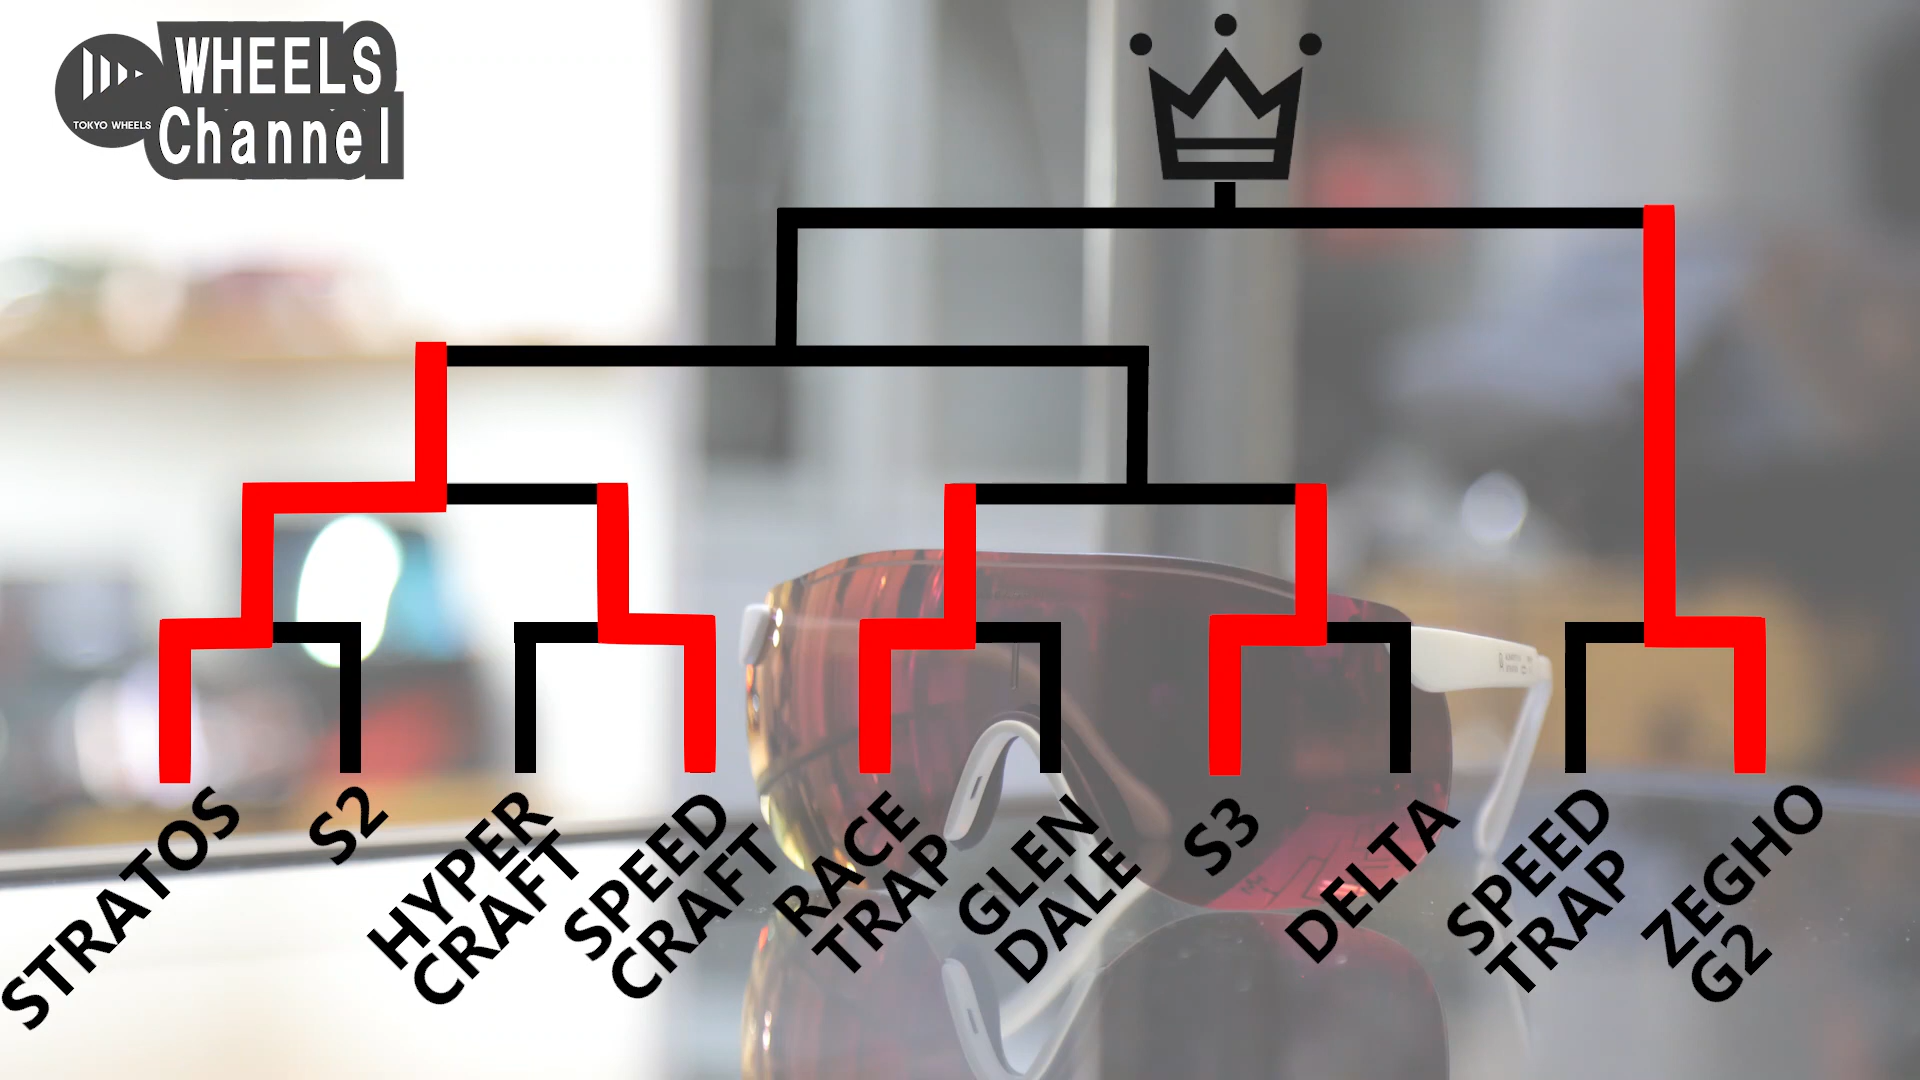 WHEELS
Channel
TOKYO WHEELS
STRATOS
S2
HYPER
CRAFT
SPEED
CRAFT
RACE
TRAP
GLEN
DALE
S3
DELTA
SPEED
TRAP
ZEGHO
G2